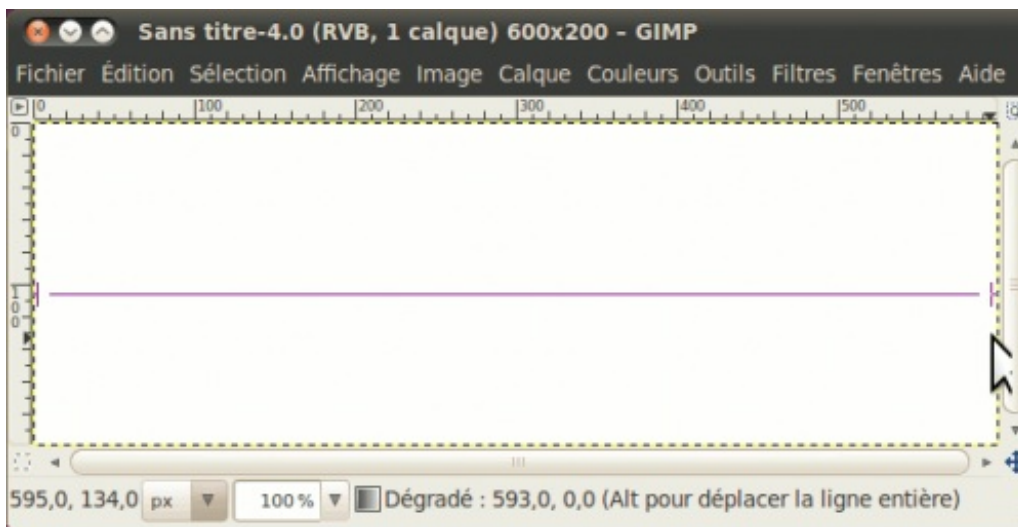 Sans titre-4.0 (RVB, 1 calque) 600x200 – GIMP
Fichier Édition Sélection Affichage Image Calque Couleurs Outils Filtres Fenêtres Aide
0 100 200 300 400 500
0
100
595,0, 134,0 px 100 % Dégradé : 593,0, 0,0 (Alt pour déplacer la ligne entière)